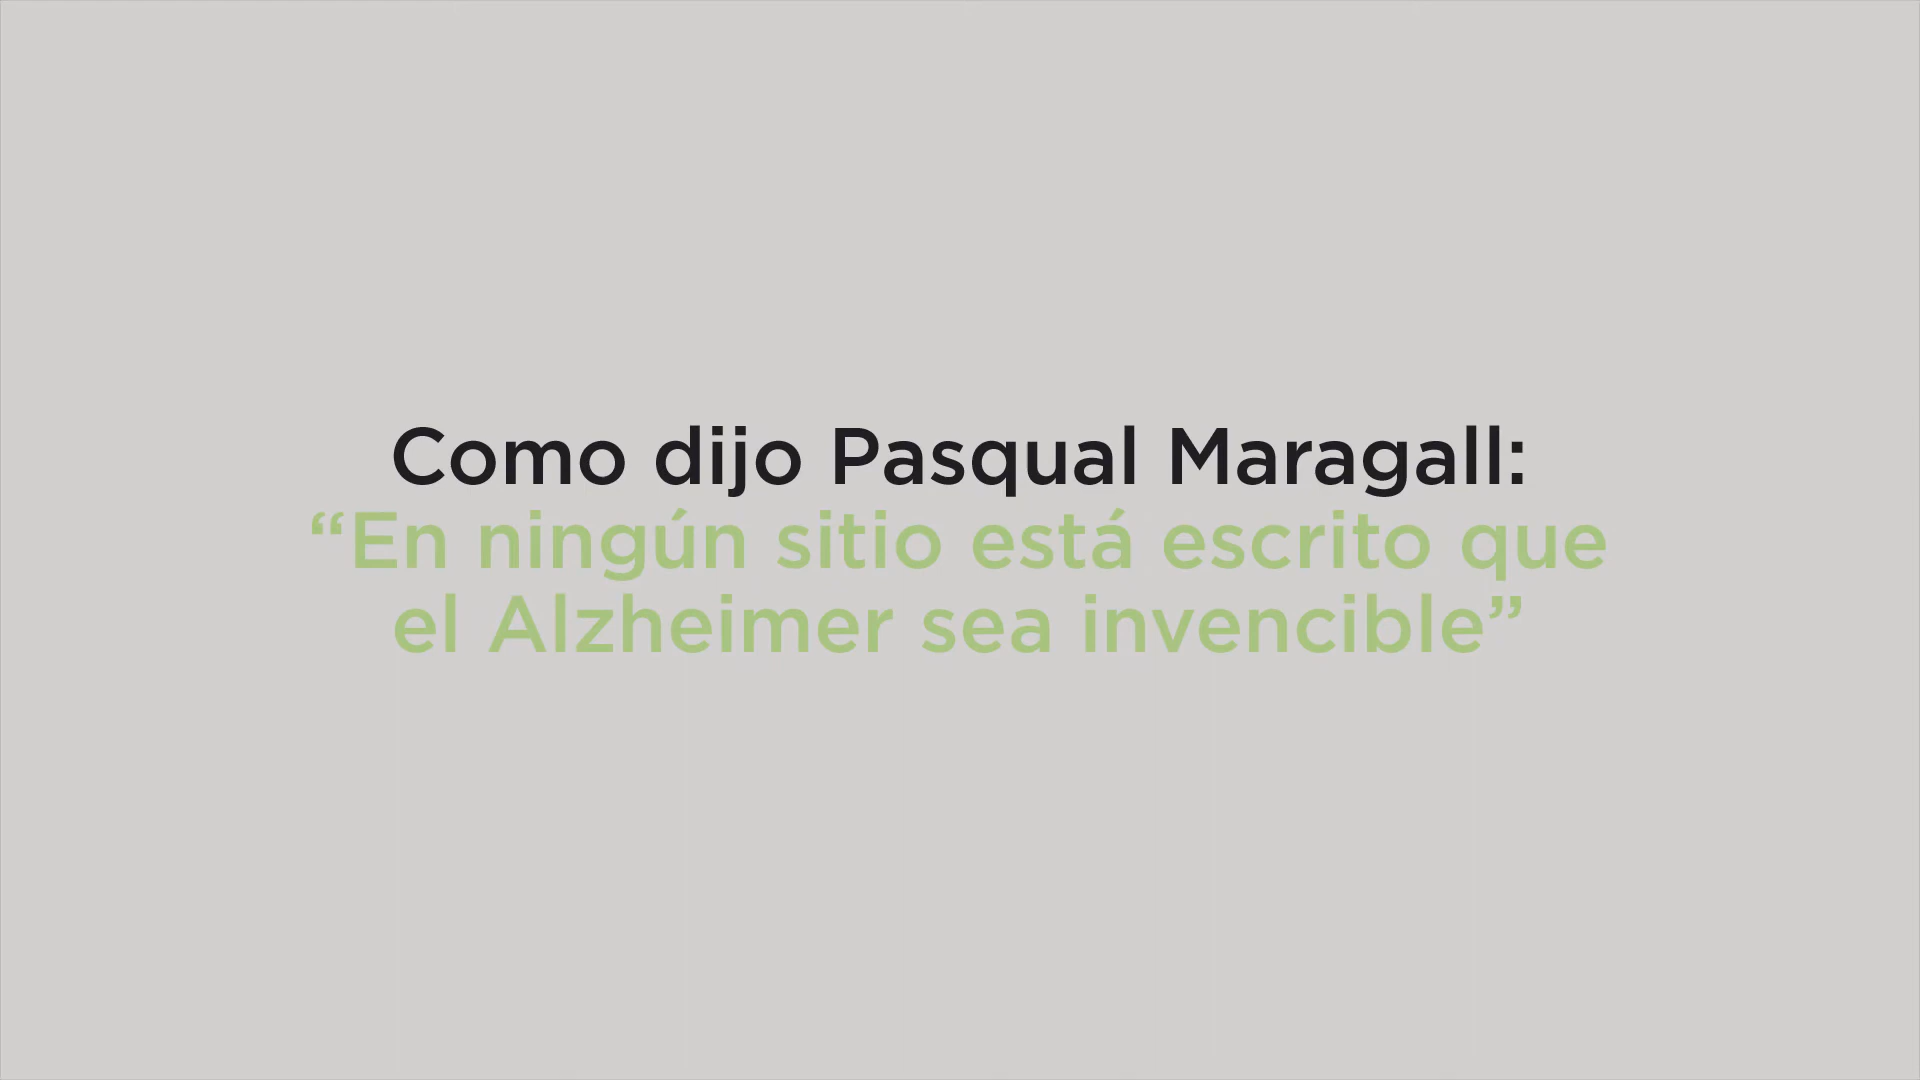 Como dijo Pasqual Maragall:
“En ningún sitio está escrito que
el Alzheimer sea invencible”